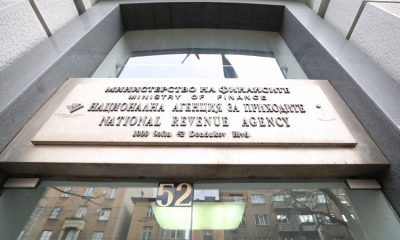 МИНИСТЕРСТВО НА ФИНАНСИТЕ
MINISTRY OF FINANCE
НАЦИОНАЛНА АГЕНЦИЯ ЗА ПРИХОДИТЕ
NATIONAL REVENUE AGENCY
1000 Sofia 52 Dondukov Blvd.
52